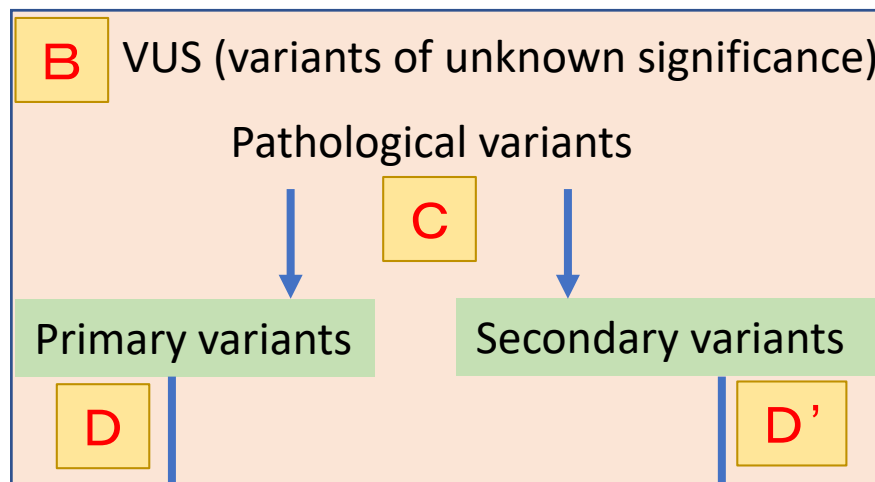 B VUS (variants of unknown significance)
Pathological variants
C
Primary variants Secondary variants
D D'